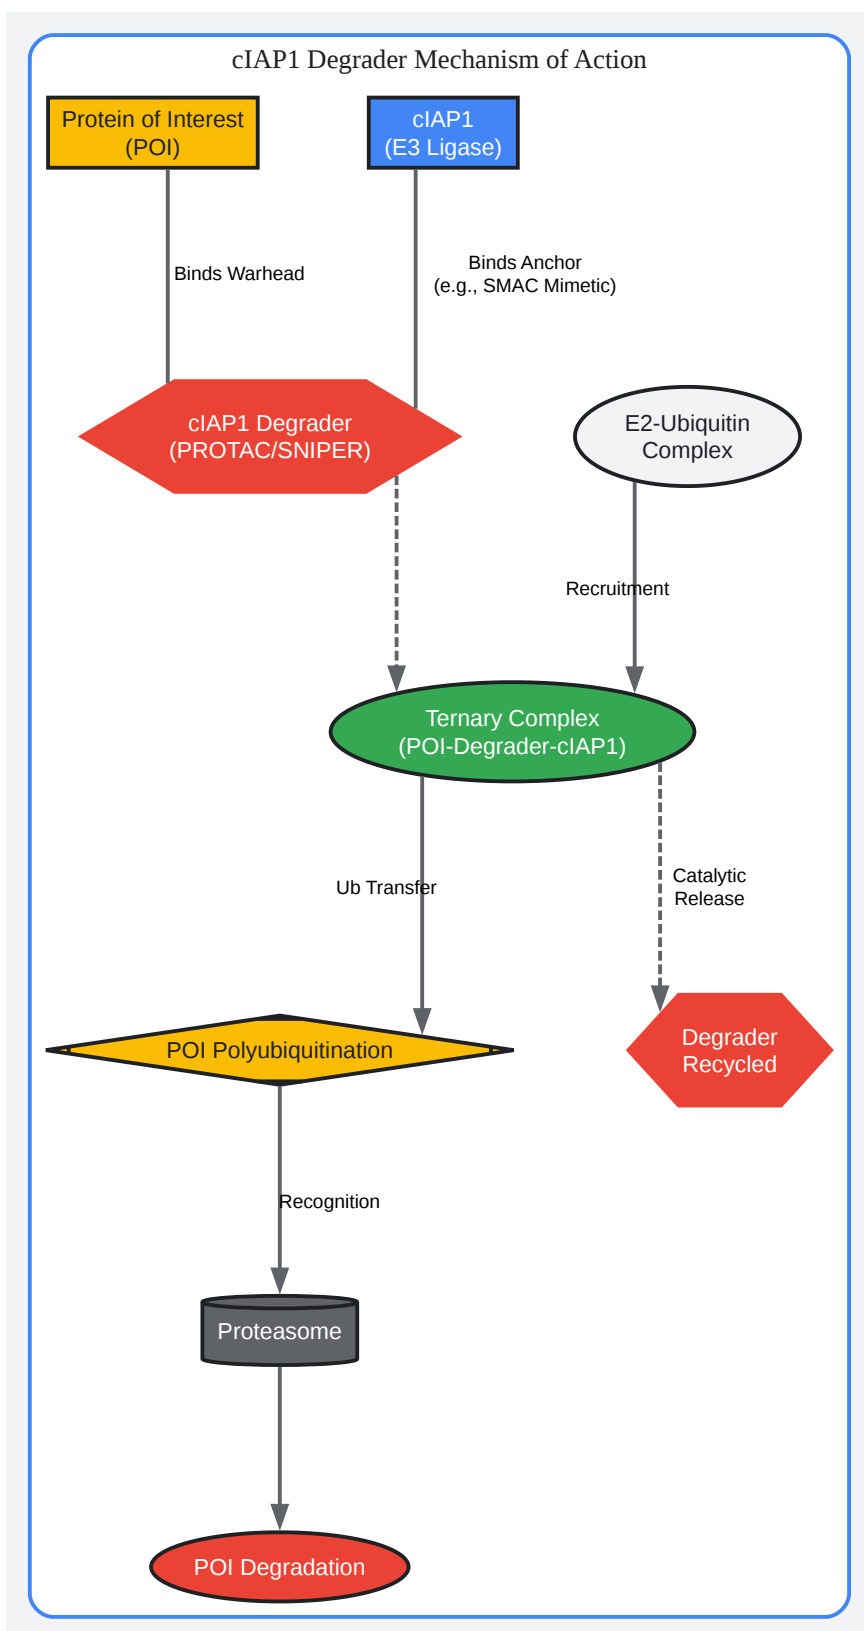 cIAP1 Degrader Mechanism of Action
Protein of Interest
(POI)
cIAP1
(E3 Ligase)
Binds Warhead
Binds Anchor
(e.g., SMAC Mimetic)
cIAP1 Degrader
(PROTAC/SNIPER)
E2-Ubiquitin
Complex
Recruitment
Ternary Complex
(POI-Degrader-cIAP1)
Ub Transfer
Catalytic
Release
POI Polyubiquitination
Degrader
Recycled
Recognition
Proteasome
POI Degradation